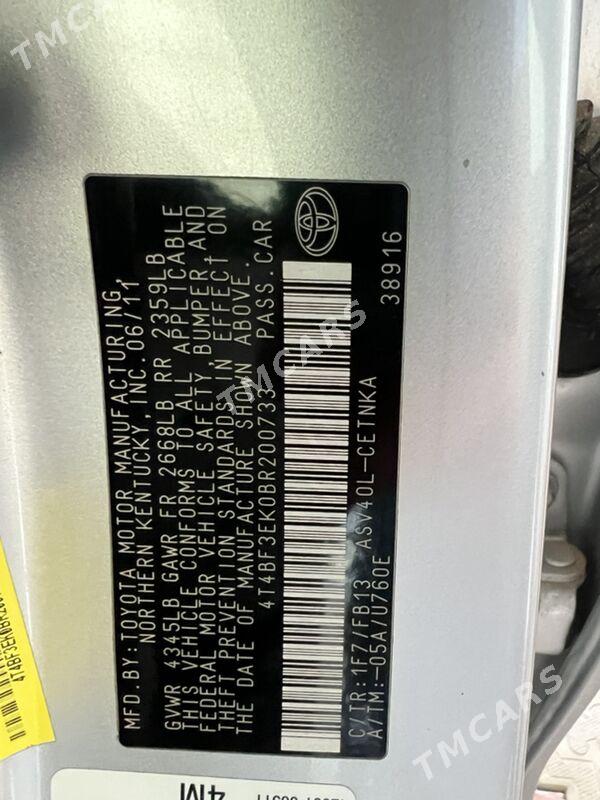 MFD.BY:TOYOTA MOTOR MANUFACTURING,
NORTHERN KENTUCKY, INC. 06/11
GVWR 4345LB GAWR FR 2668LB RR 2359LB
THIS VEHICLE CONFORMS TO ALL APPLICABLE
FEDERAL MOTOR VEHICLE SAFETY BUMPER, AND
THEFT PREVENTION STANDARDS IN EFFECT ON
THE DATE OF MANUFACTURE SHOWN ABOVE.
4T4BF3EK0BR200733 PASS.CAR
C/TR:1F7/FB13 ASV40L-CETNKA
A/TM:-05A/U760E 38916
4M
TMCARS
TMCARS
TMCARS